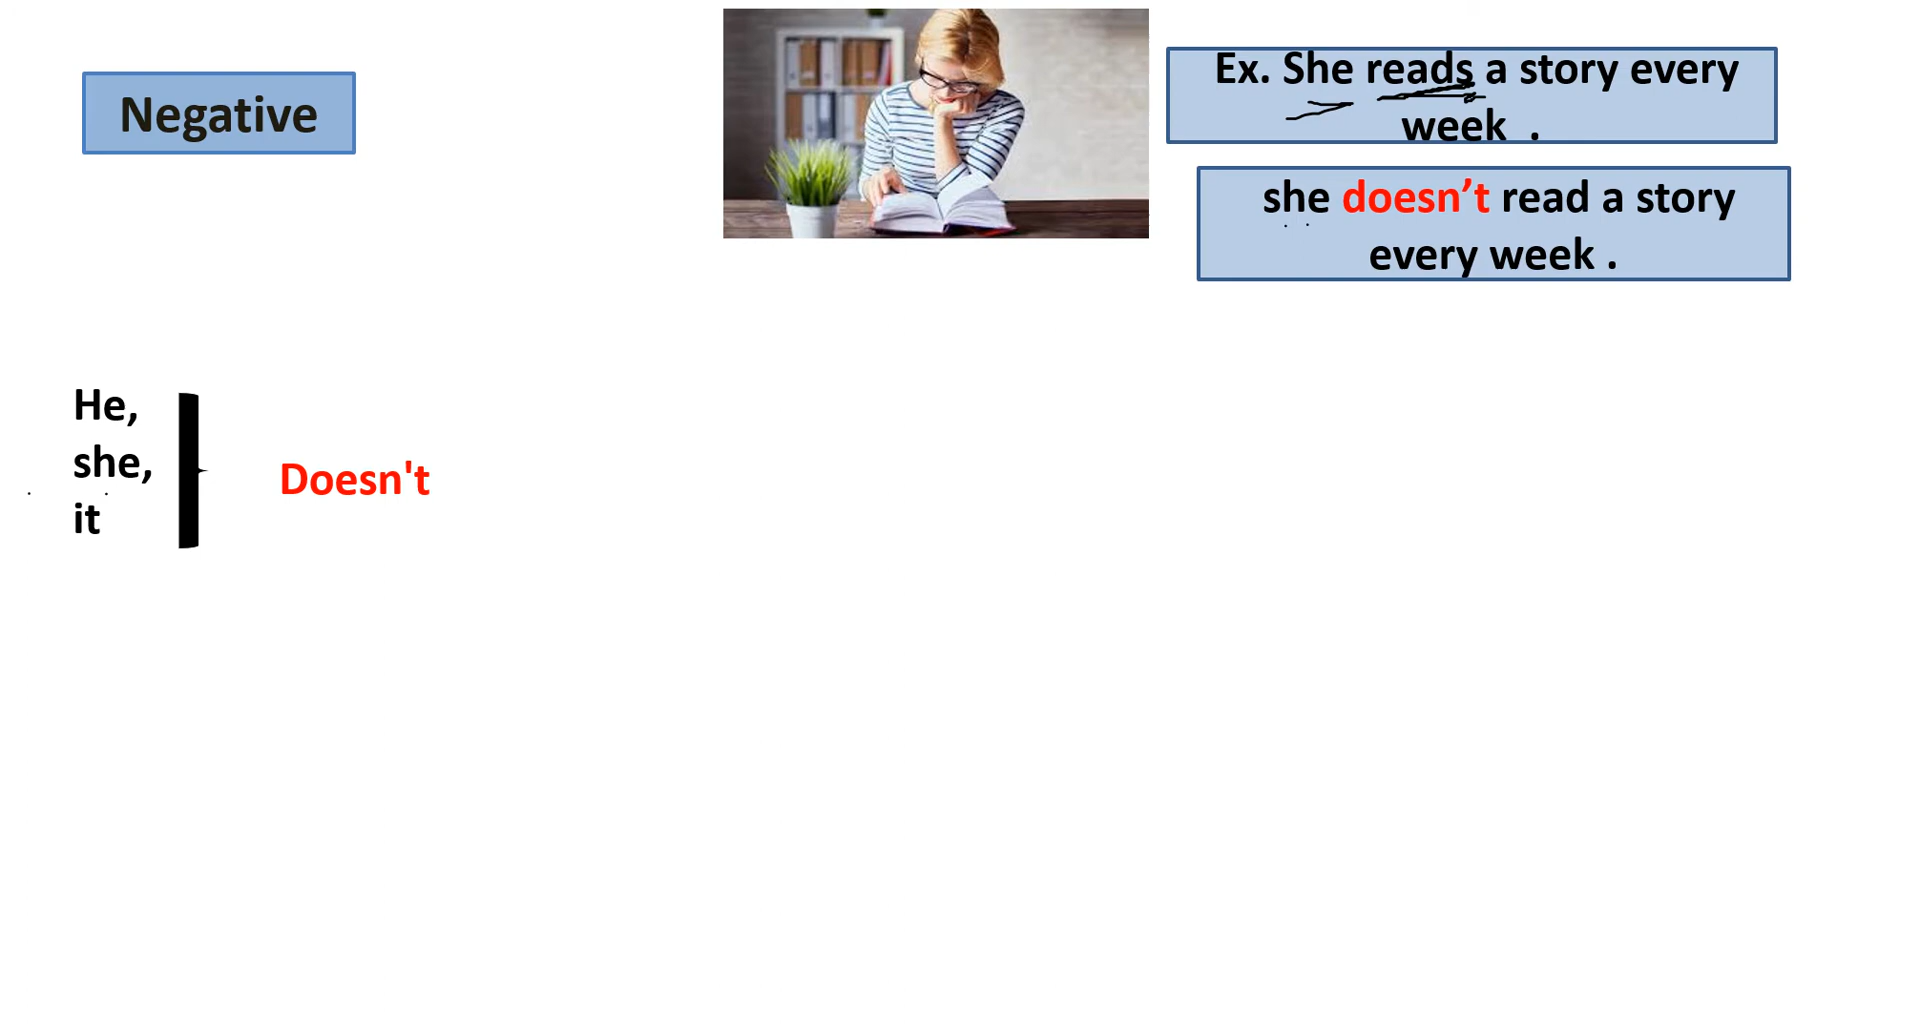 Negative
Ex. She reads a story every
week .
she doesn’t read a story
every week .
He,
she,
it
Doesn't